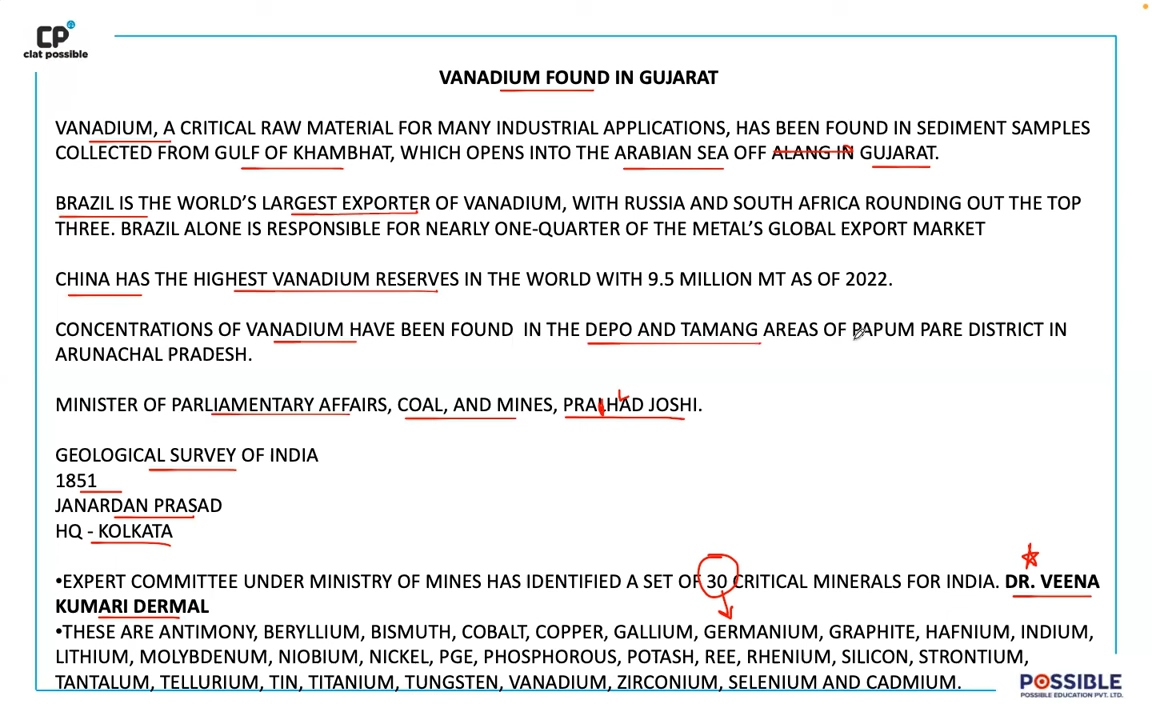 CP
clat possible
VANADIUM FOUND IN GUJARAT
VANADIUM, A CRITICAL RAW MATERIAL FOR MANY INDUSTRIAL APPLICATIONS, HAS BEEN FOUND IN SEDIMENT SAMPLES
COLLECTED FROM GULF OF KHAMBHAT, WHICH OPENS INTO THE ARABIAN SEA OFF ALANG IN GUJARAT.
BRAZIL IS THE WORLD'S LARGEST EXPORTER OF VANADIUM, WITH RUSSIA AND SOUTH AFRICA ROUNDING OUT THE TOP
THREE. BRAZIL ALONE IS RESPONSIBLE FOR NEARLY ONE-QUARTER OF THE METAL'S GLOBAL EXPORT MARKET
CHINA HAS THE HIGHEST VANADIUM RESERVES IN THE WORLD WITH 9.5 MILLION MT AS OF 2022.
CONCENTRATIONS OF VANADIUM HAVE BEEN FOUND IN THE DEPO AND TAMANG AREAS OF PAPUM PARE DISTRICT IN
ARUNACHAL PRADESH.
MINISTER OF PARLIAMENTARY AFFAIRS, COAL, AND MINES, PRALHAD JOSHI.
GEOLOGICAL SURVEY OF INDIA
1851
JANARDAN PRASAD
HQ - KOLKATA
•EXPERT COMMITTEE UNDER MINISTRY OF MINES HAS IDENTIFIED A SET OF 30 CRITICAL MINERALS FOR INDIA. DR. VEENA
KUMARI DERMAL
•THESE ARE ANTIMONY, BERYLLIUM, BISMUTH, COBALT, COPPER, GALLIUM, GERMANIUM, GRAPHITE, HAFNIUM, INDIUM,
LITHIUM, MOLYBDENUM, NIOBIUM, NICKEL, PGE, PHOSPHOROUS, POTASH, REE, RHENIUM, SILICON, STRONTIUM,
TANTALUM, TELLURIUM, TIN, TITANIUM, TUNGSTEN, VANADIUM, ZIRCONIUM, SELENIUM AND CADMIUM.
POSSIBLE
POSSIBLE EDUCATION PVT. LTD.